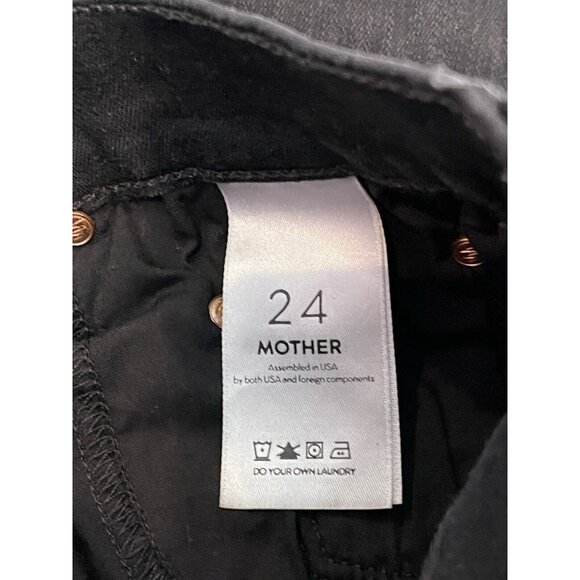 24
MOTHER
Assembled in USA
by both USA and foreign components
DO YOUR OWN LAUNDRY